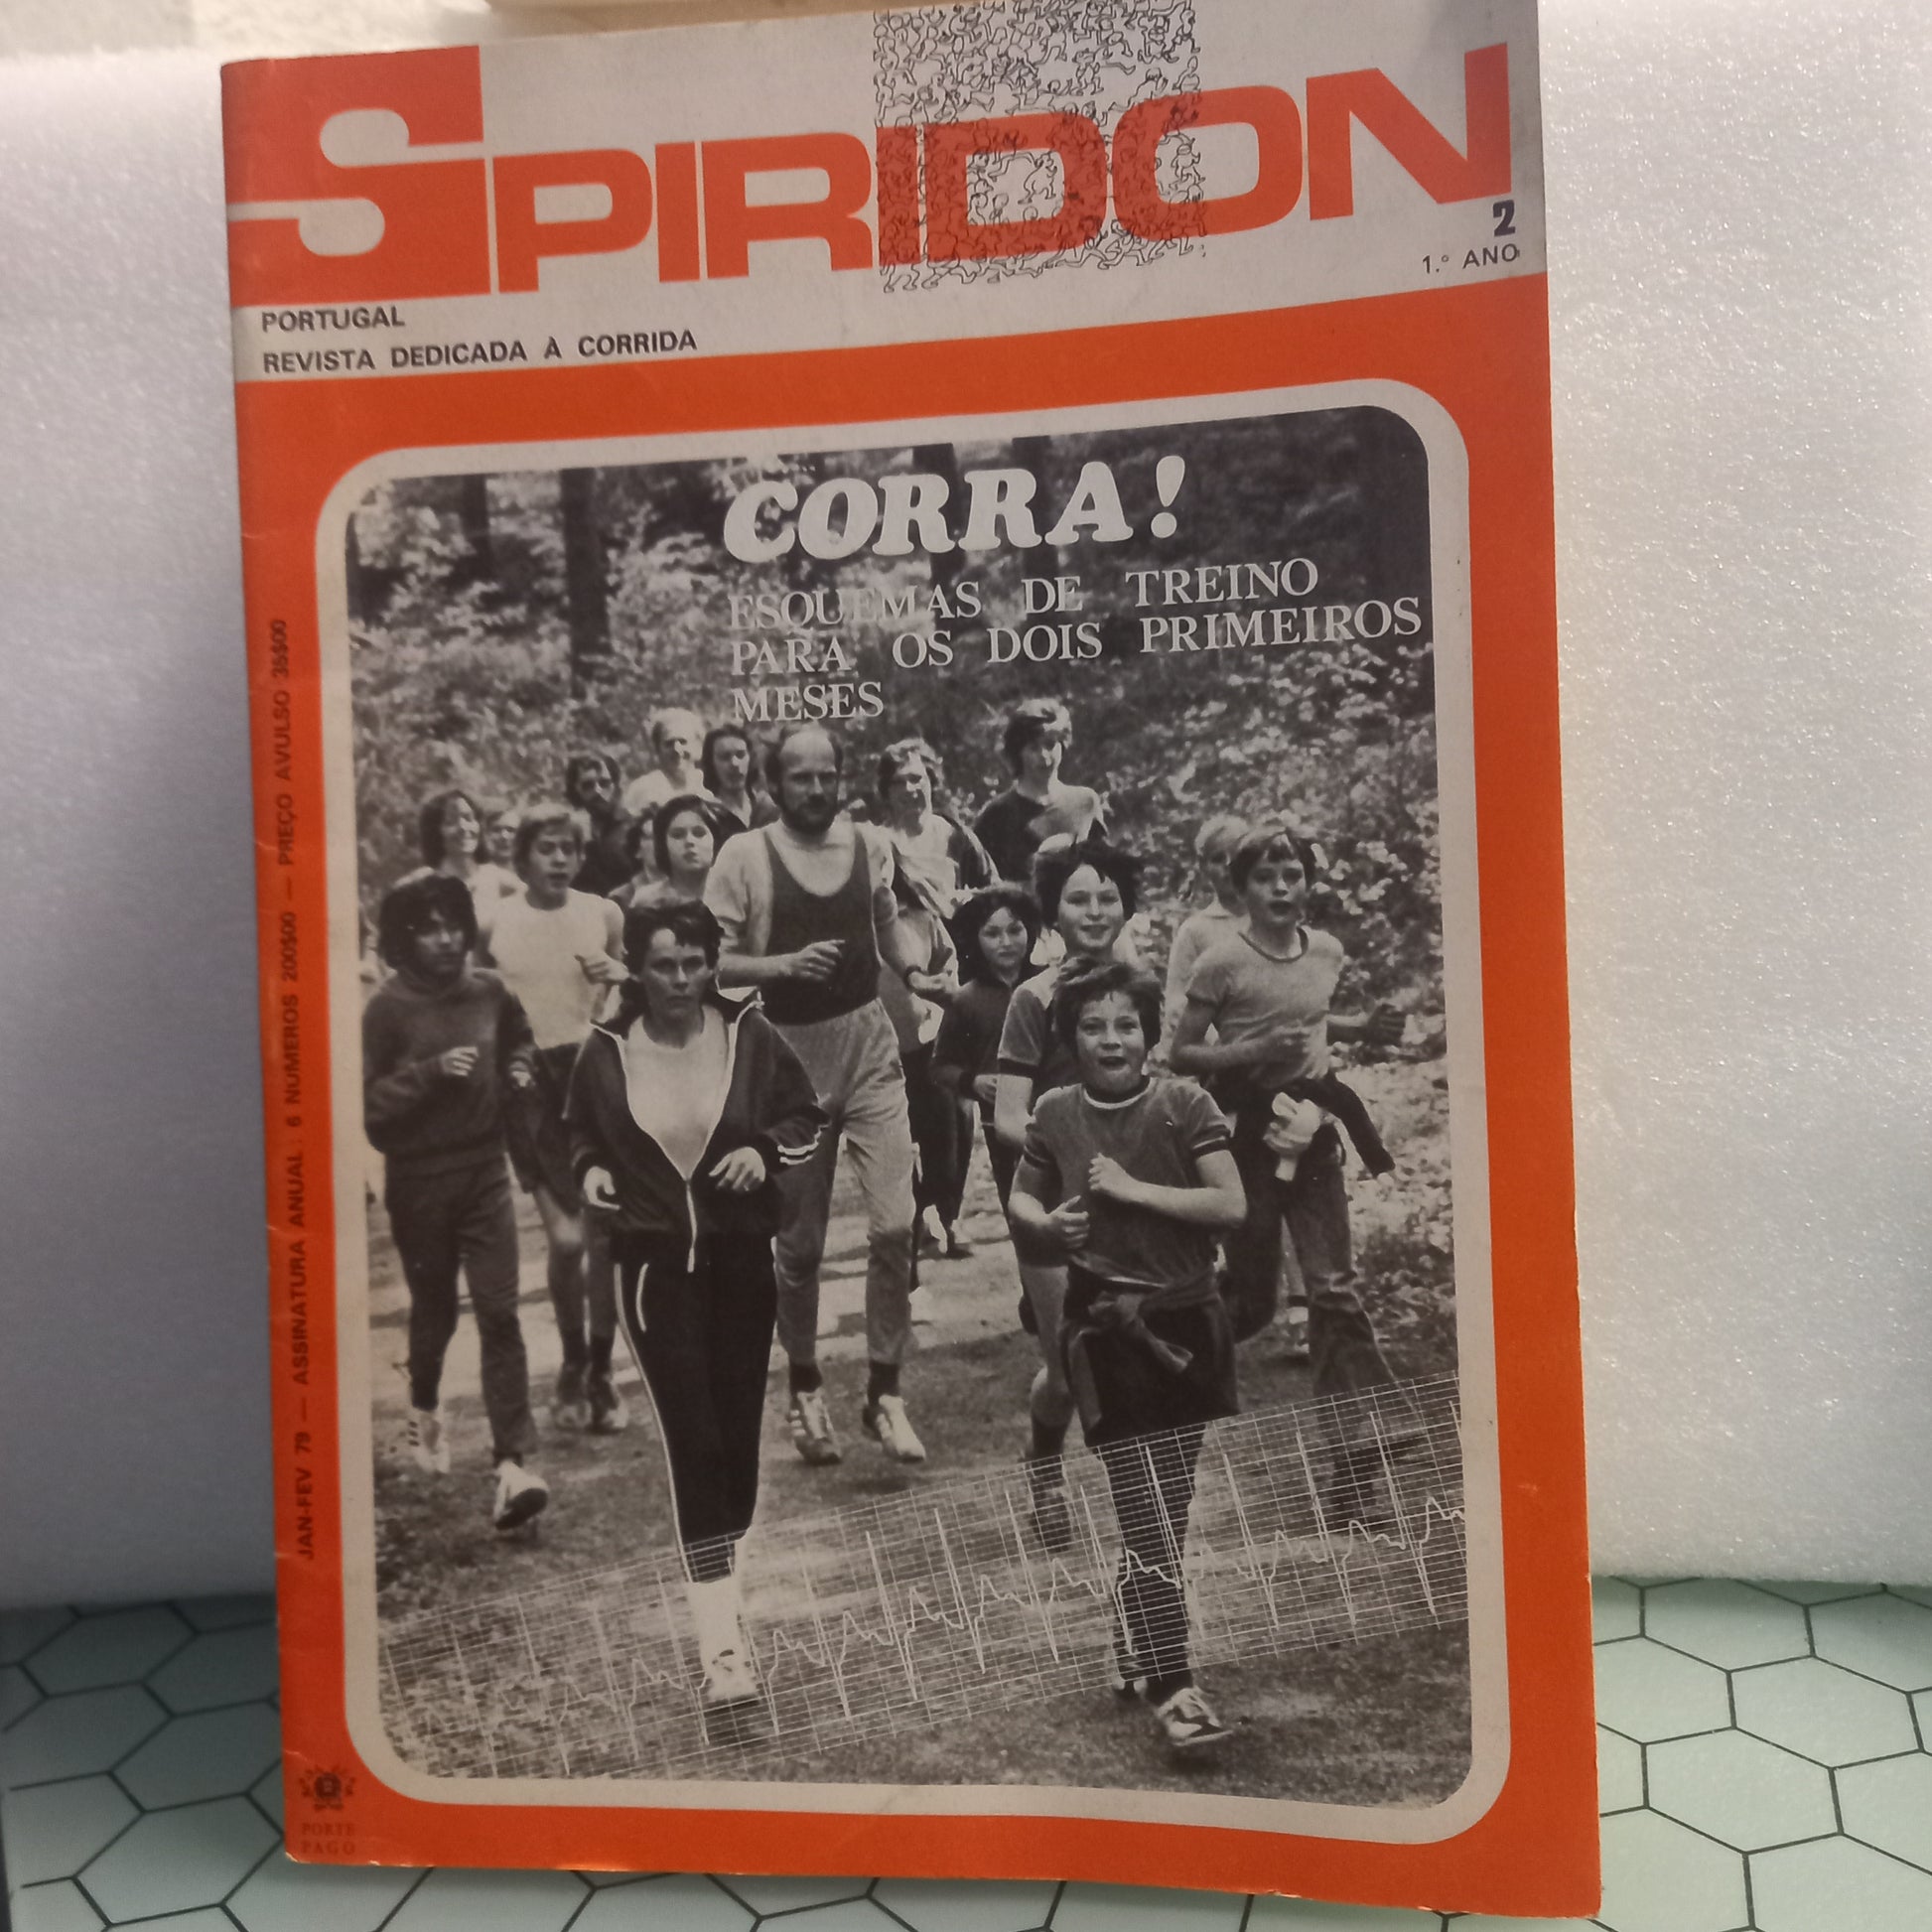 SPIRIDON
2
1.º ANO
PORTUGAL
REVISTA DEDICADA À CORRIDA
CORRA!
ESQUEMAS DE TREINO
PARA OS DOIS PRIMEIROS
MESES
JAN-FEV 79 — ASSINATURA ANUAL: 6 NÚMEROS 200$00 — PREÇO AVULSO 35$00
PORTE
PAGO